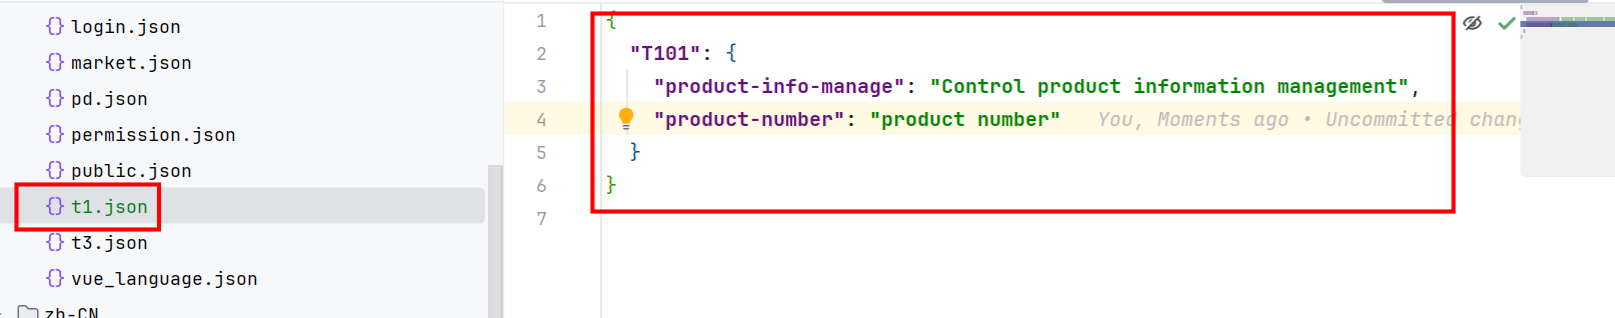 login.json
market.json
pd.json
permission.json
public.json
t1.json
t3.json
vue_language.json
zh-CN
1 {
2 "T101": {
3 "product-info-manage": "Control product information management",
4 "product-number": "product number" You, Moments ago • Uncommitted chan
5 }
6 }
7